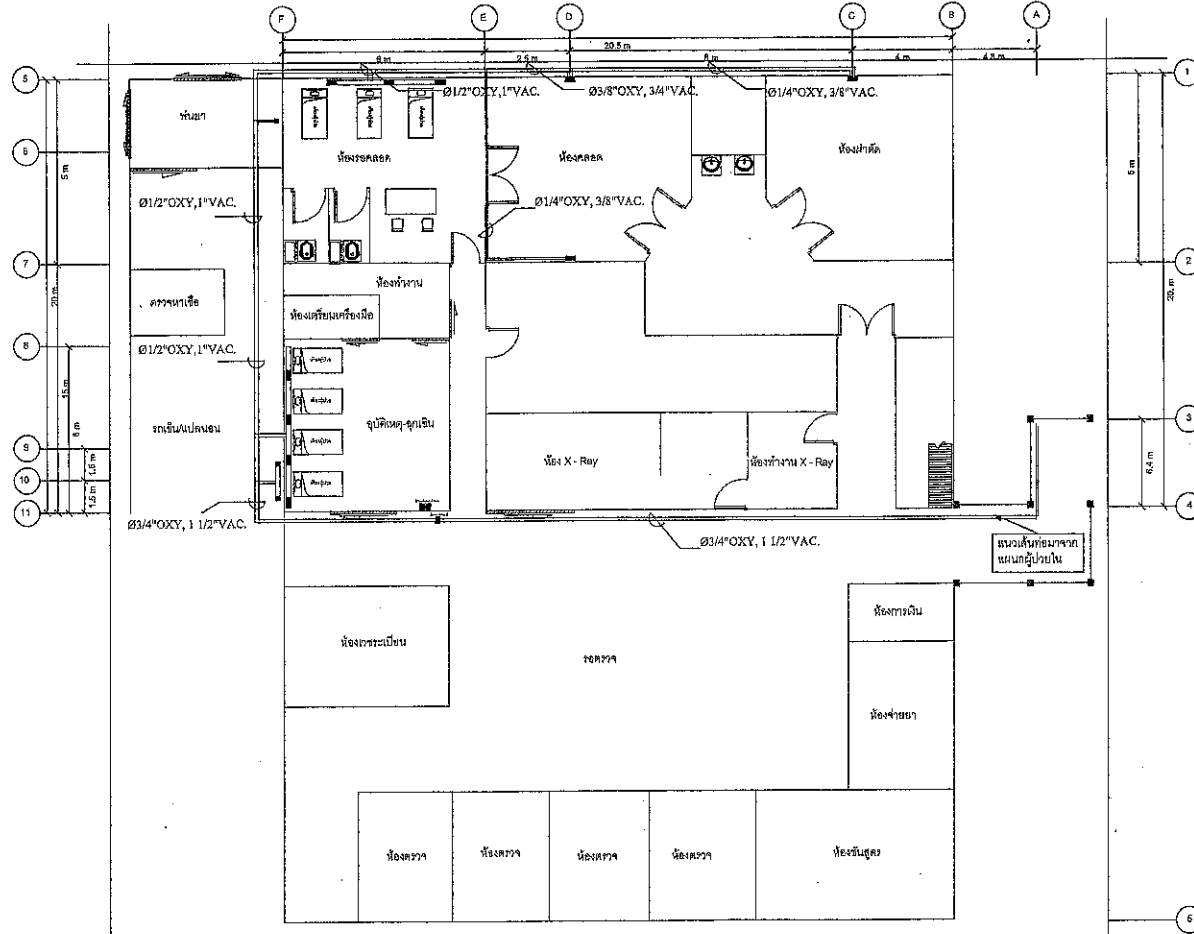 F
E
D
C
B
A
20.5 m
6 m
2.5 m
4 m
5
1
Ø1/2"OXY,1"VAC.
Ø3/8"OXY, 3/4"VAC.
Ø1/4"OXY, 3/8"VAC.
พ่นยา
6
ห้องรอคลอด
ห้องคลอด
ห้องผ่าตัด
5 m
Ø1/2"OXY,1"VAC.
Ø1/4"OXY, 3/8"VAC.
7
2
ห้องทำงาน
20 m
20. m
ตรวจหาเชื้อ
ห้องเตรียมเครื่องมือ
8
Ø1/2"OXY,1"VAC.
15 m
6 m
3
รถเข็น/แปลนอน
อุบัติเหตุ-ฉุกเฉิน
9
ห้อง X - Ray
ห้องทำงาน X - Ray
6.4 m
1.5 m
10
1.5 m
11
4
Ø3/4"OXY, 1 1/2"VAC.
Ø3/4"OXY, 1 1/2"VAC.
แนวเส้นท่อมาจาก
แผนกผู้ป่วยใน
ห้องการเงิน
ห้องเวชระเบียน
รอตรวจ
ห้องจ่ายยา
ห้องตรวจ
ห้องตรวจ
ห้องตรวจ
ห้องตรวจ
ห้องชันสูตร